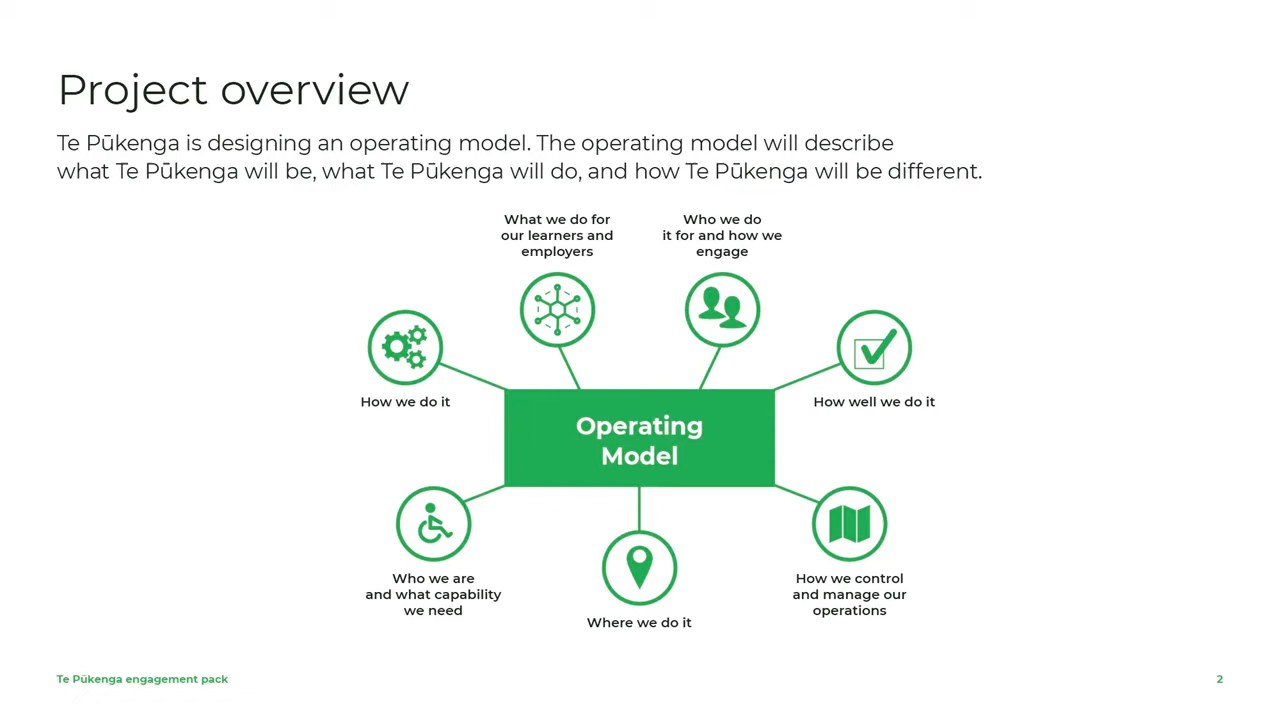 Project overview
Te Pūkenga is designing an operating model. The operating model will describe
what Te Pūkenga will be, what Te Pūkenga will do, and how Te Pūkenga will be different.
What we do for
our learners and
employers
Who we do
it for and how we
engage
How we do it
How well we do it
Operating
Model
Who we are
and what capability
we need
Where we do it
How we control
and manage our
operations
Te Pūkenga engagement pack
2